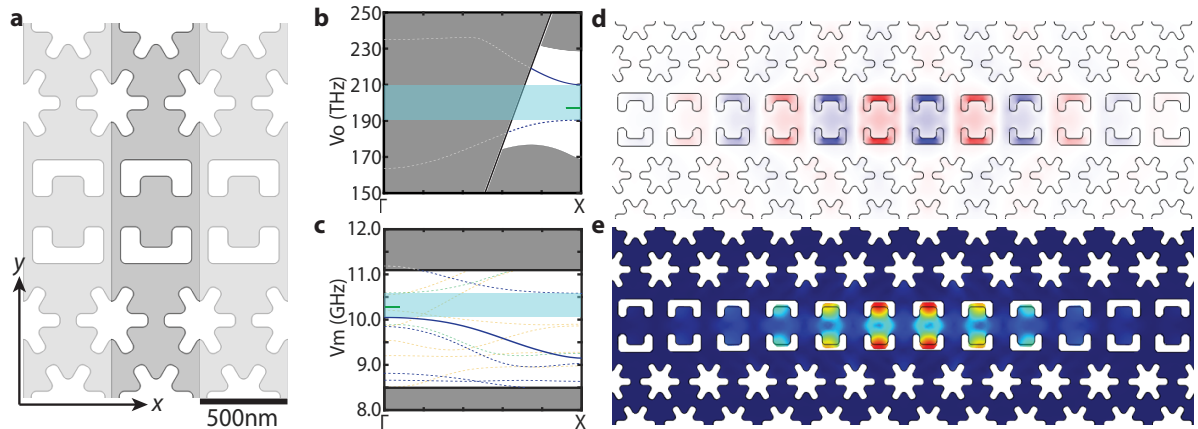 a
y
x
500nm
b
250
230
210
190
170
150
Vo (THz)
Γ
X
c
12.0
11.0
10.0
9.0
8.0
Vm (GHz)
Γ
X
d
e